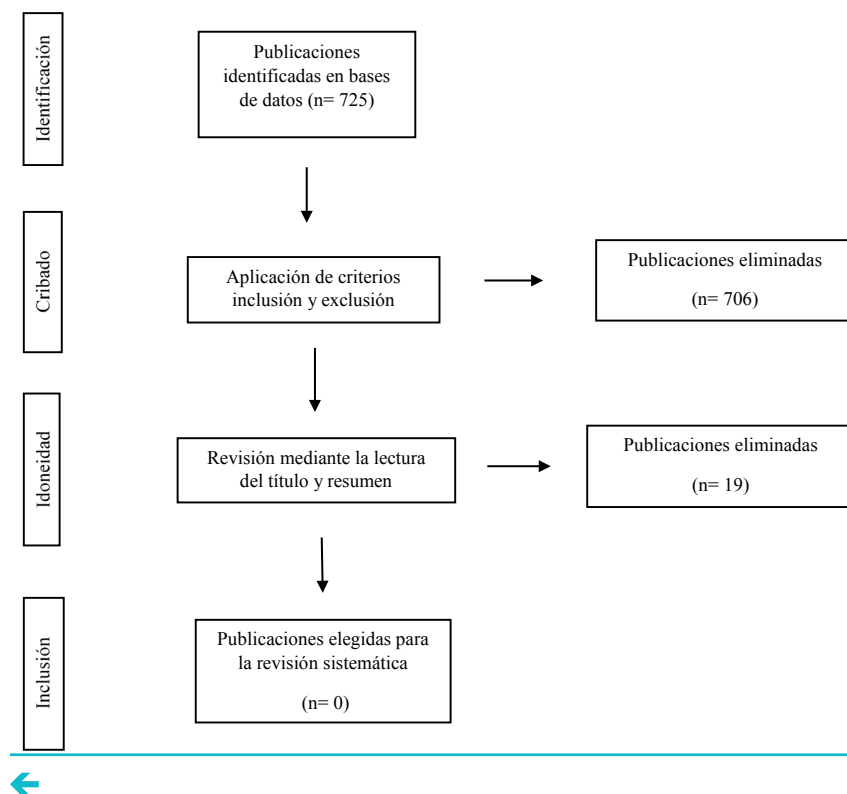 Identificación
Publicaciones
identificadas en bases
de datos (n= 725)
Cribado
Aplicación de criterios
inclusión y exclusión
Publicaciones eliminadas
(n= 706)
Idoneidad
Revisión mediante la lectura
del título y resumen
Publicaciones eliminadas
(n= 19)
Inclusión
Publicaciones elegidas para
la revisión sistemática
(n= 0)